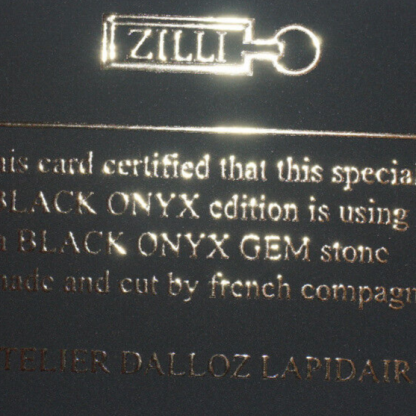 ZILLI
his card certified that this special
BLACK ONYX edition is using
a BLACK ONYX GEM stone
made and cut by french compagn
TELIER DALLOZ LAPIDAIR